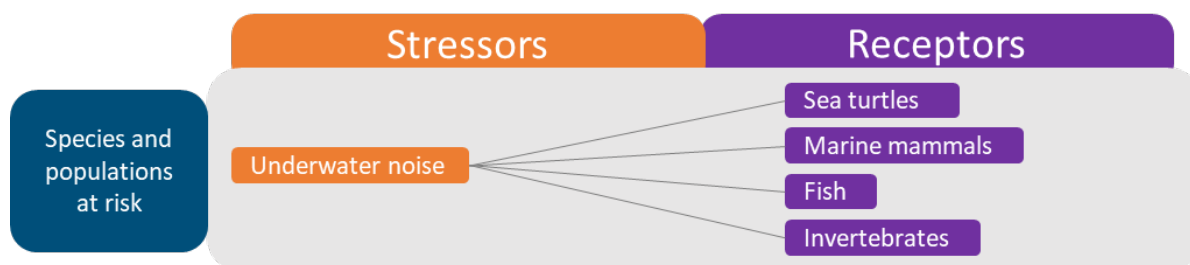 Stressors
Receptors
Species and
populations
at risk
Underwater noise
Sea turtles
Marine mammals
Fish
Invertebrates